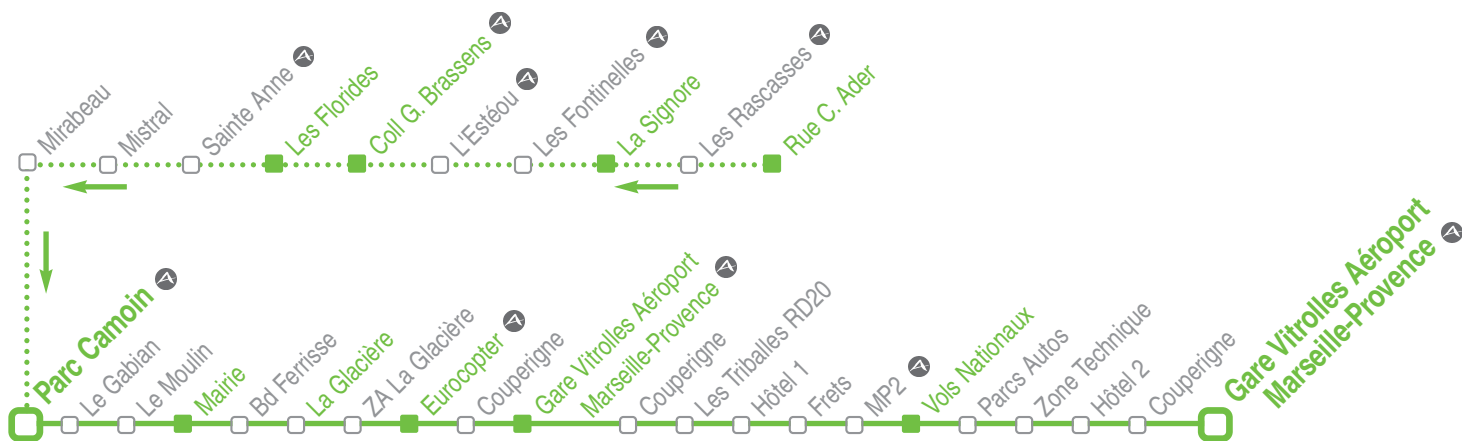 Mirabeau
Mistral
Sainte Anne
Les Florides
Coll G. Brassens
L'Estéou
Les Fontinelles
La Signore
Les Rascasses
Rue C. Ader
Parc Camoin
Le Gabian
Le Moulin
Mairie
Bd Ferrisse
La Glacière
ZA La Glacière
Eurocopter
Couperigne
Gare Vitrolles Aéroport
Marseille-Provence
Couperigne
Les Triballes RD20
Hôtel 1
Frets
MP2
Vols Nationaux
Parcs Autos
Zone Technique
Hôtel 2
Couperigne
Gare Vitrolles Aéroport
Marseille-Provence